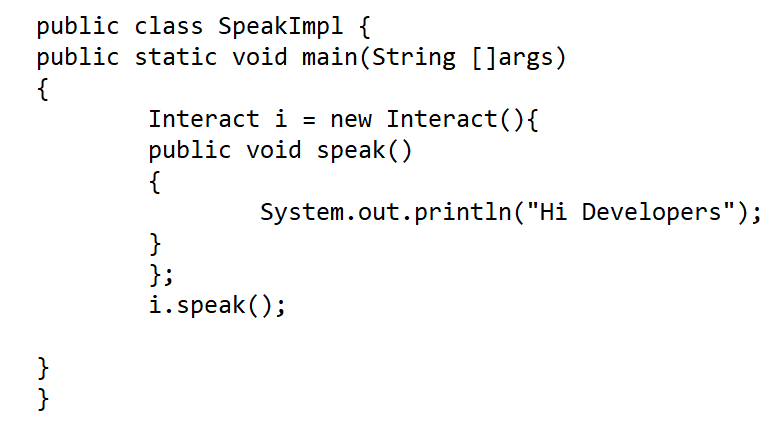 public class SpeakImpl {
public static void main(String []args)
{
Interact i = new Interact(){
public void speak()
{
System.out.println("Hi Developers");
}
};
i.speak();
}
}